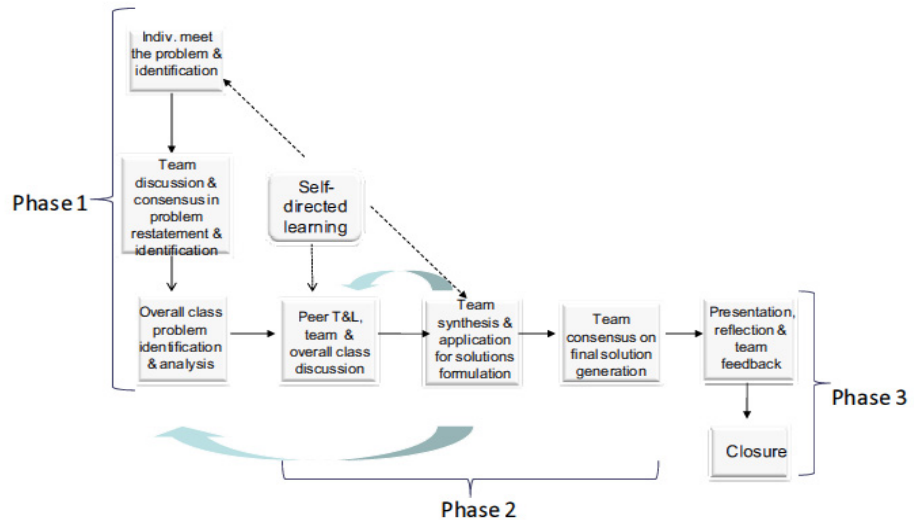 Indiv. meet
the problem &
identification
Phase 1
Team
discussion &
consensus in
problem
restatement &
identification
Self-
directed
learning
Overall class
problem
identification
& analysis
Peer T&L,
team &
overall class
discussion
Team
synthesis &
application
for solutions
formulation
Team
consensus on
final solution
generation
Presentation,
reflection &
team
feedback
Phase 3
Closure
Phase 2